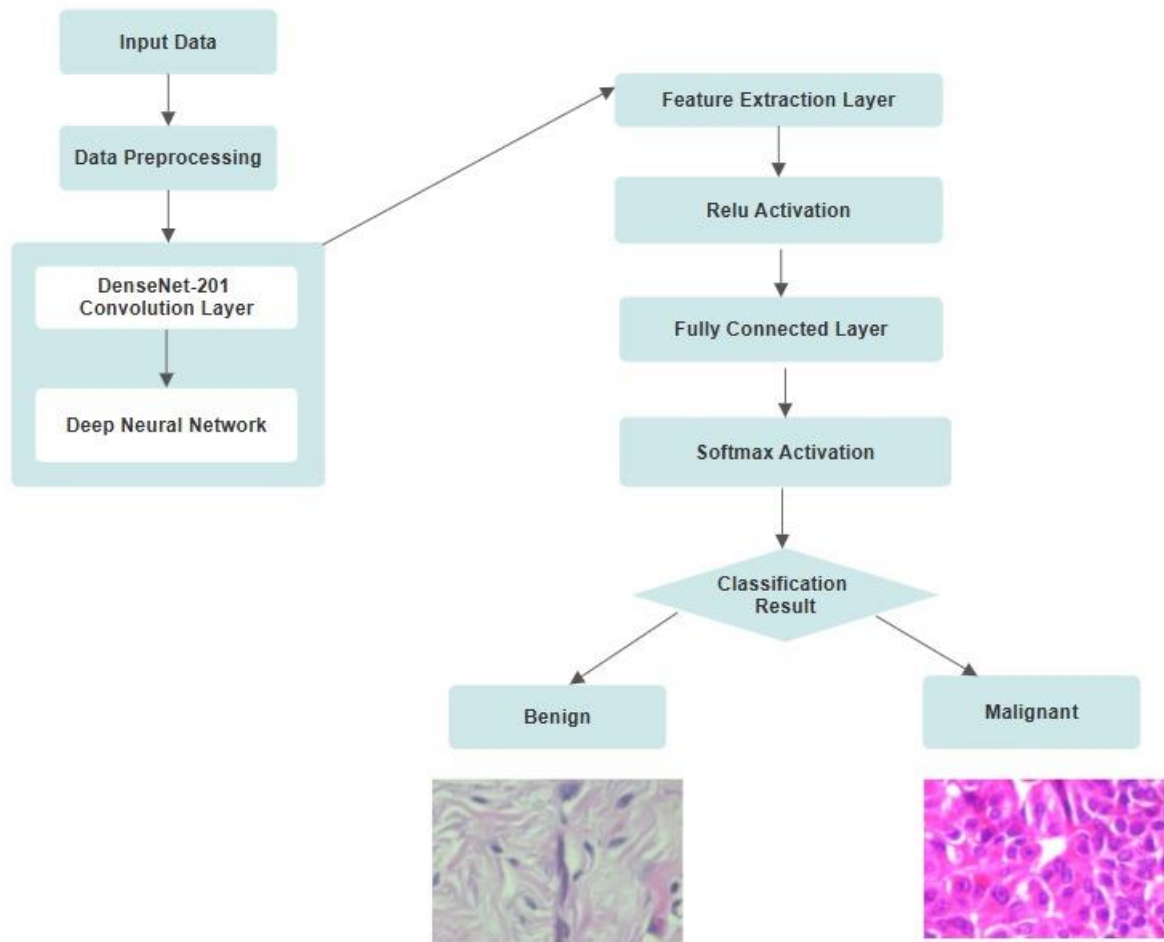 Input Data
Data Preprocessing
DenseNet-201
Convolution Layer
Deep Neural Network
Feature Extraction Layer
Relu Activation
Fully Connected Layer
Softmax Activation
Classification
Result
Benign
Malignant